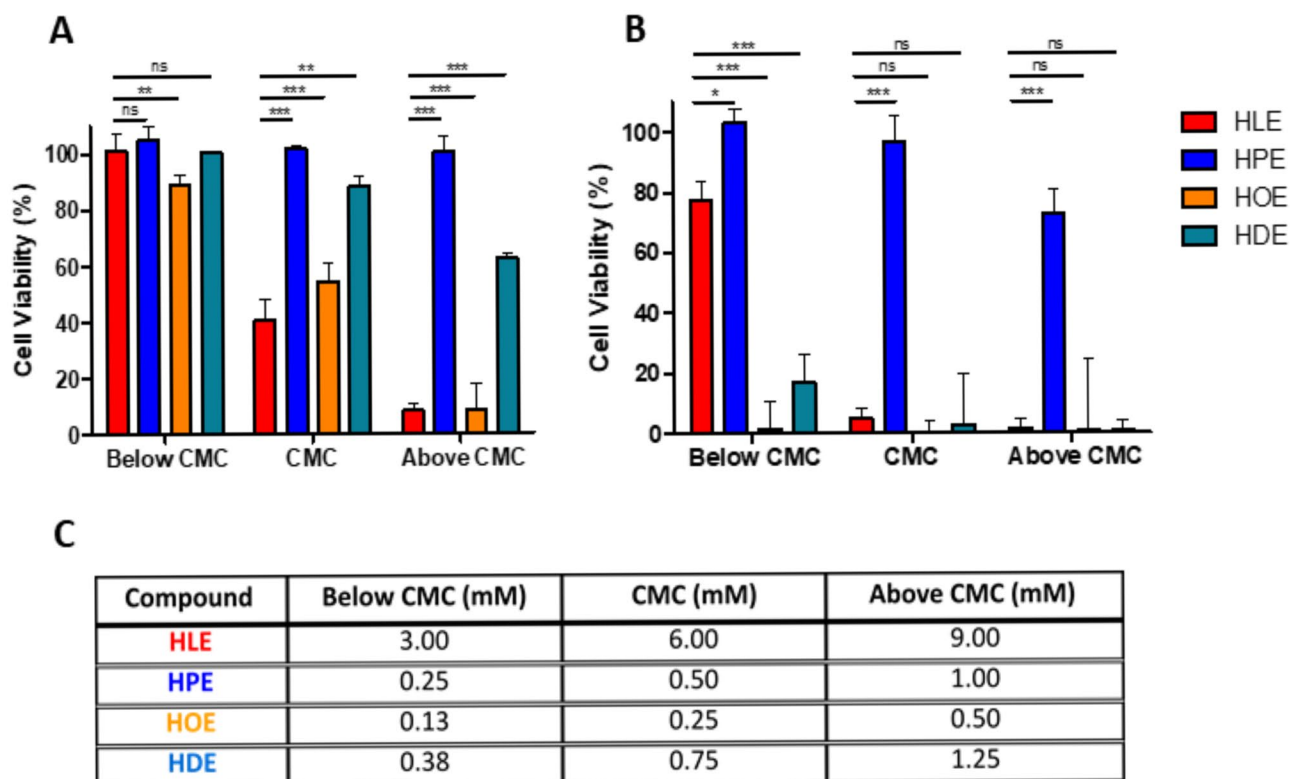 A
ns
**
ns
**
***
***
***
***
***
Cell Viability (%)
100
80
60
40
20
0
Below CMC
CMC
Above CMC
B
***
***
*
ns
ns
***
ns
ns
***
Cell Viability (%)
100
80
60
40
20
0
Below CMC
CMC
Above CMC
HLE
HPE
HOE
HDE
C
Compound Below CMC (mM) CMC (mM) Above CMC (mM)
HLE 3.00 6.00 9.00
HPE 0.25 0.50 1.00
HOE 0.13 0.25 0.50
HDE 0.38 0.75 1.25